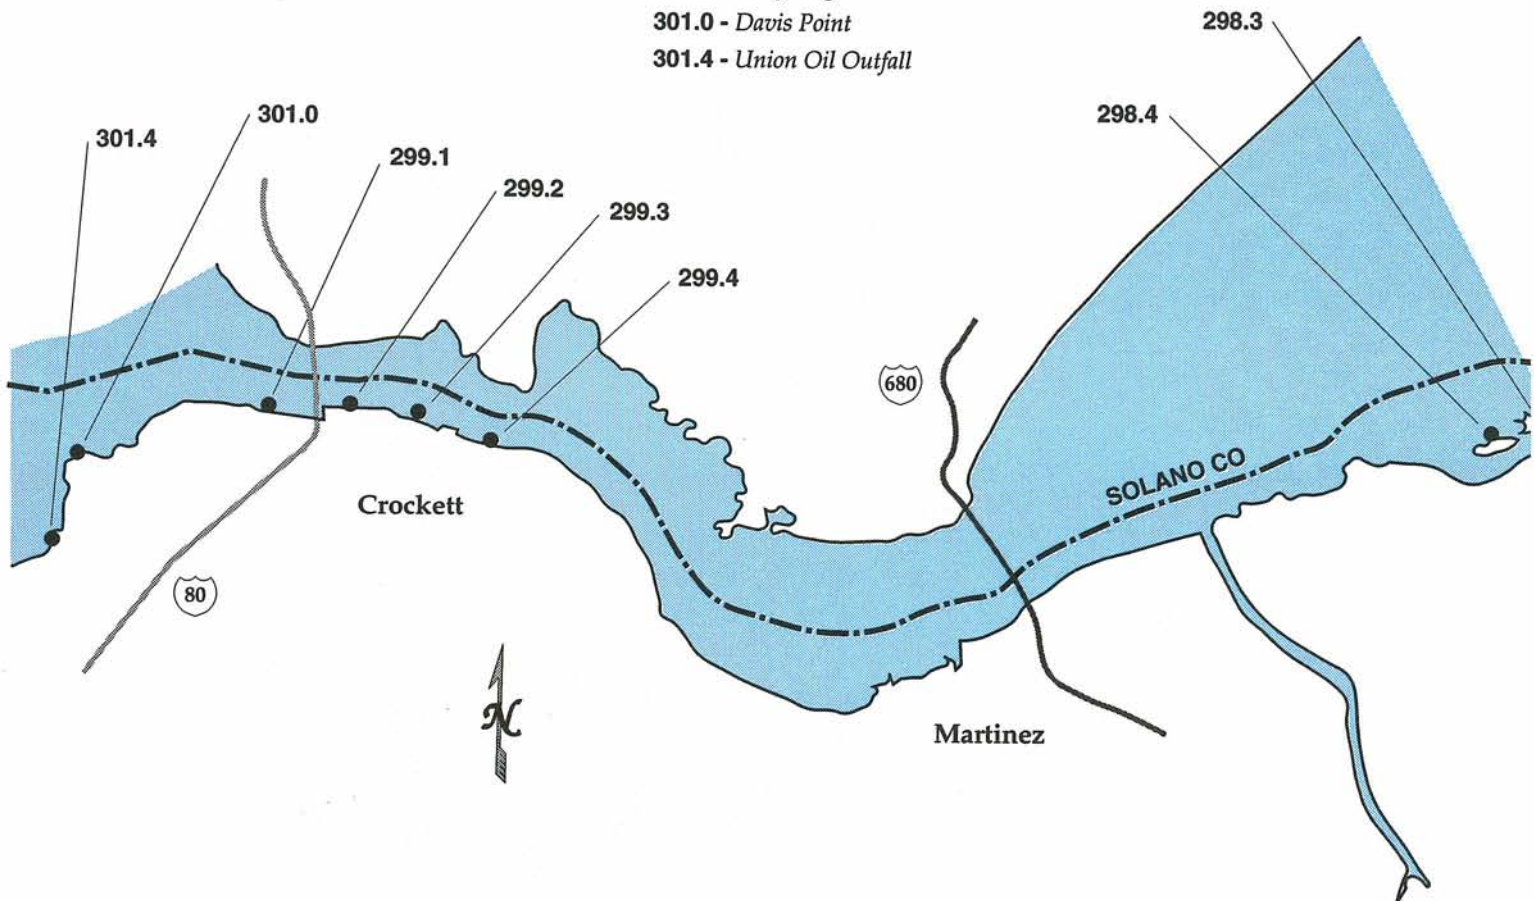 301.0 - Davis Point
301.4 - Union Oil Outfall
298.3
298.4
301.0
301.4
299.1
299.2
299.3
299.4
680
SOLANO CO
Crockett
80
N
Martinez